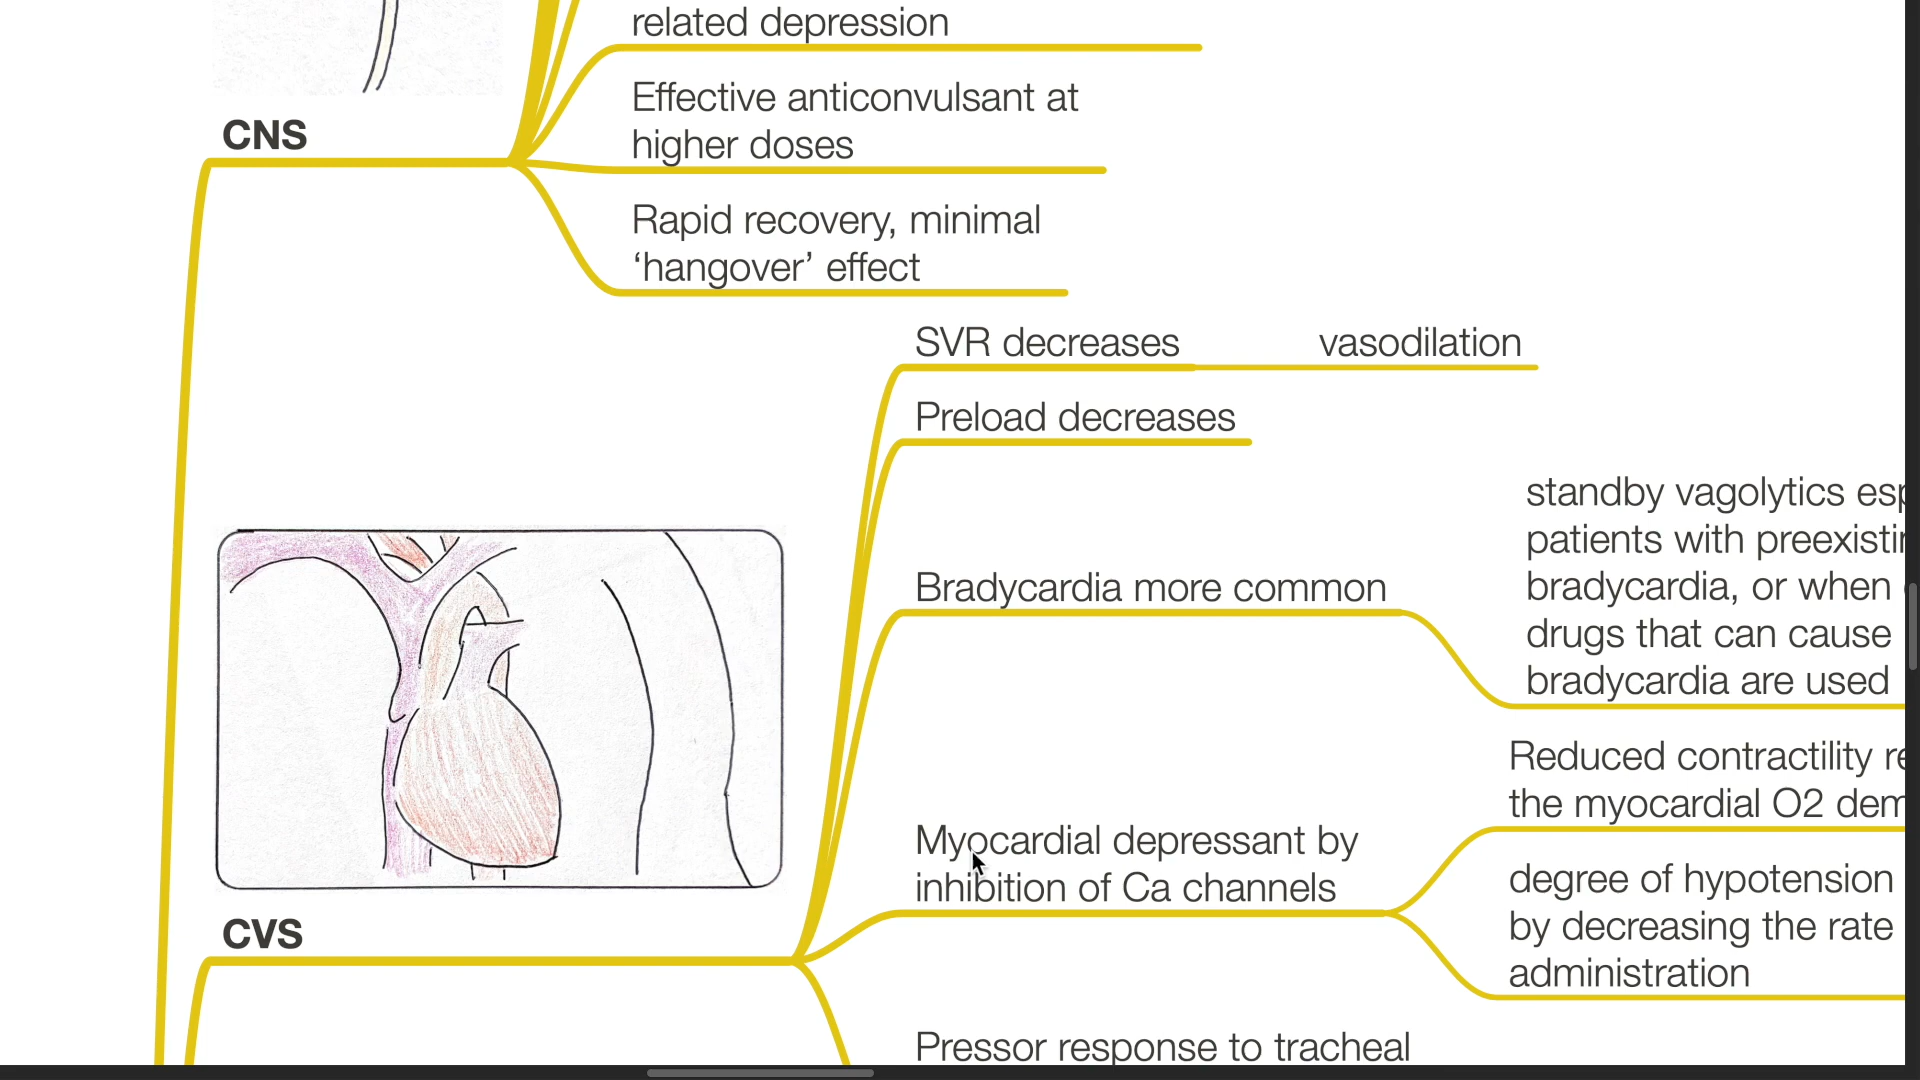 related depression
Effective anticonvulsant at
higher doses
CNS
Rapid recovery, minimal
‘hangover’ effect
SVR decreases
vasodilation
Preload decreases
standby vagolytics
patients with
bradycardia, or when
drugs that can cause
bradycardia are used
Bradycardia more common
Reduced contractility
the myocardial O2
Myocardial depressant by
inhibition of Ca channels
degree of hypotension
by decreasing the rate
administration
CVS
Pressor response to tracheal